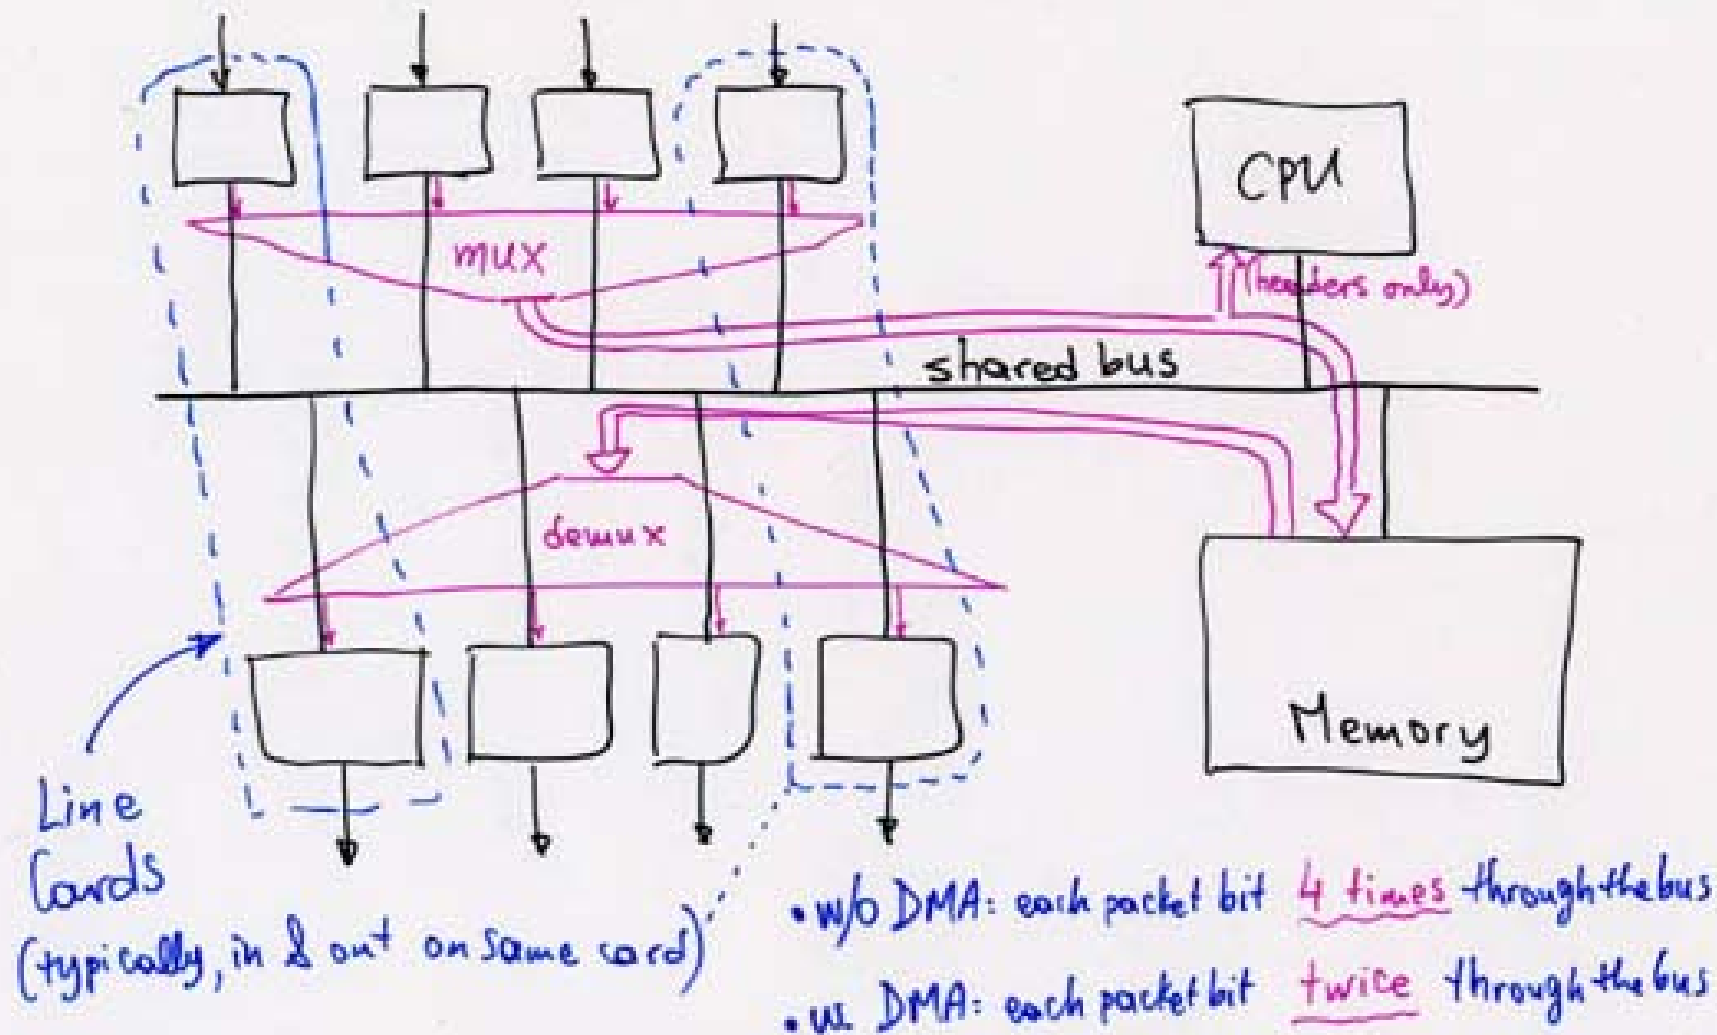 CPU
mux
(headers only)
shared bus
demux
Memory
Line
Cards
(typically, in & out on same card)
• w/o DMA: each packet bit 4 times through the bus
• w. DMA: each packet bit twice through the bus